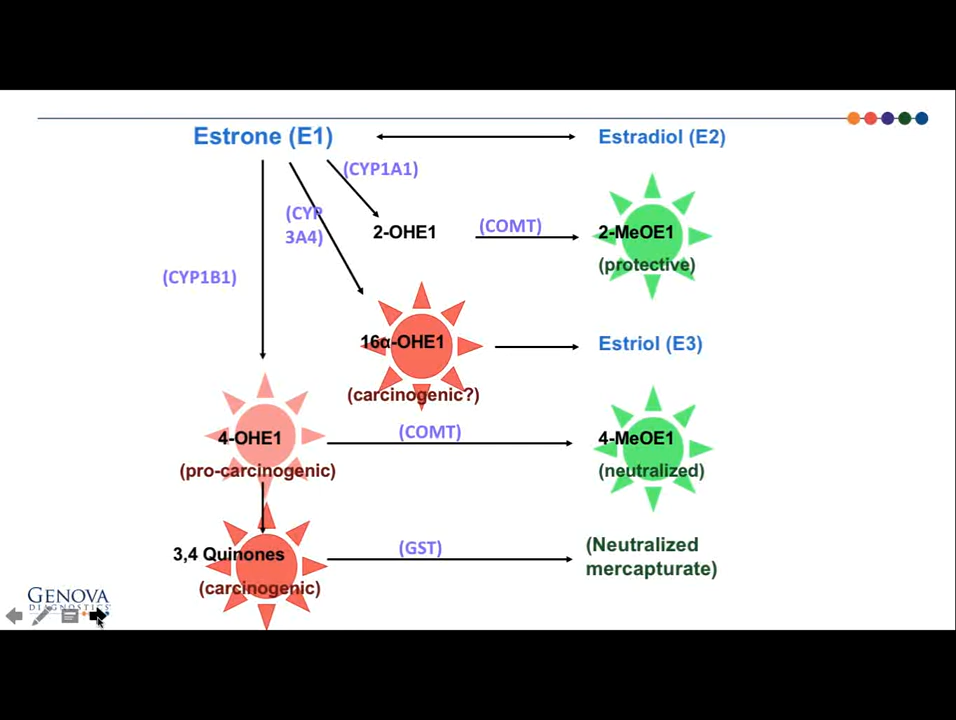 Estrone (E1)
Estradiol (E2)
(CYP1A1)
(CYP
3A4)
2-OHE1
(COMT)
2-MeOE1
(protective)
(CYP1B1)
16α-OHE1
(carcinogenic?)
Estriol (E3)
4-OHE1
(pro-carcinogenic)
(COMT)
4-MeOE1
(neutralized)
3,4 Quinones
(carcinogenic)
(GST)
(Neutralized
mercapturate)
GENOVA
DIAGNOSTICS